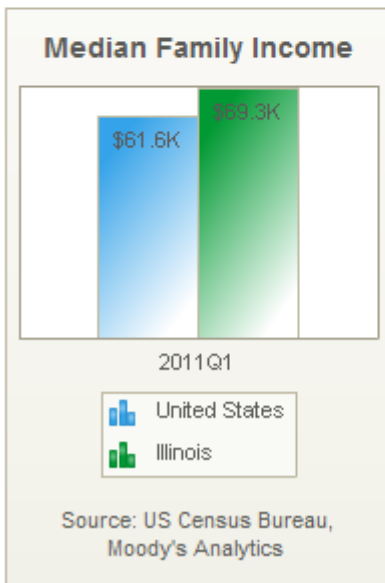 Median Family Income
$69.3K
$61.6K
2011Q1
United States
Illinois
Source: US Census Bureau,
Moody's Analytics